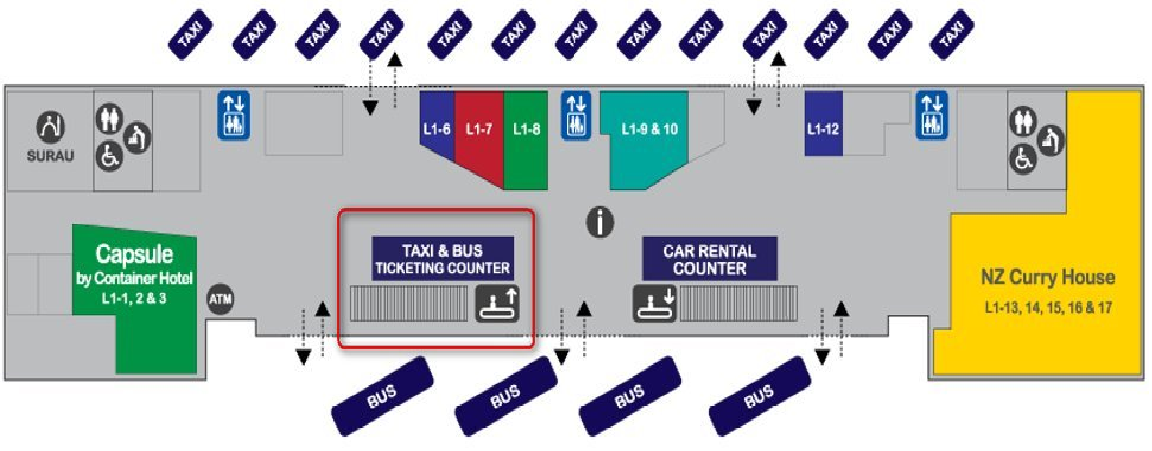 TAXI TAXI TAXI TAXI TAXI TAXI TAXI TAXI TAXI TAXI TAXI TAXI TAXI
SURAU
L1-6 L1-7 L1-8 L1-9 & 10 L1-12
i
Capsule
by Container Hotel
L1-1, 2 & 3
ATM
TAXI & BUS
TICKETING COUNTER
CAR RENTAL
COUNTER
NZ Curry House
L1-13, 14, 15, 16 & 17
BUS BUS BUS BUS